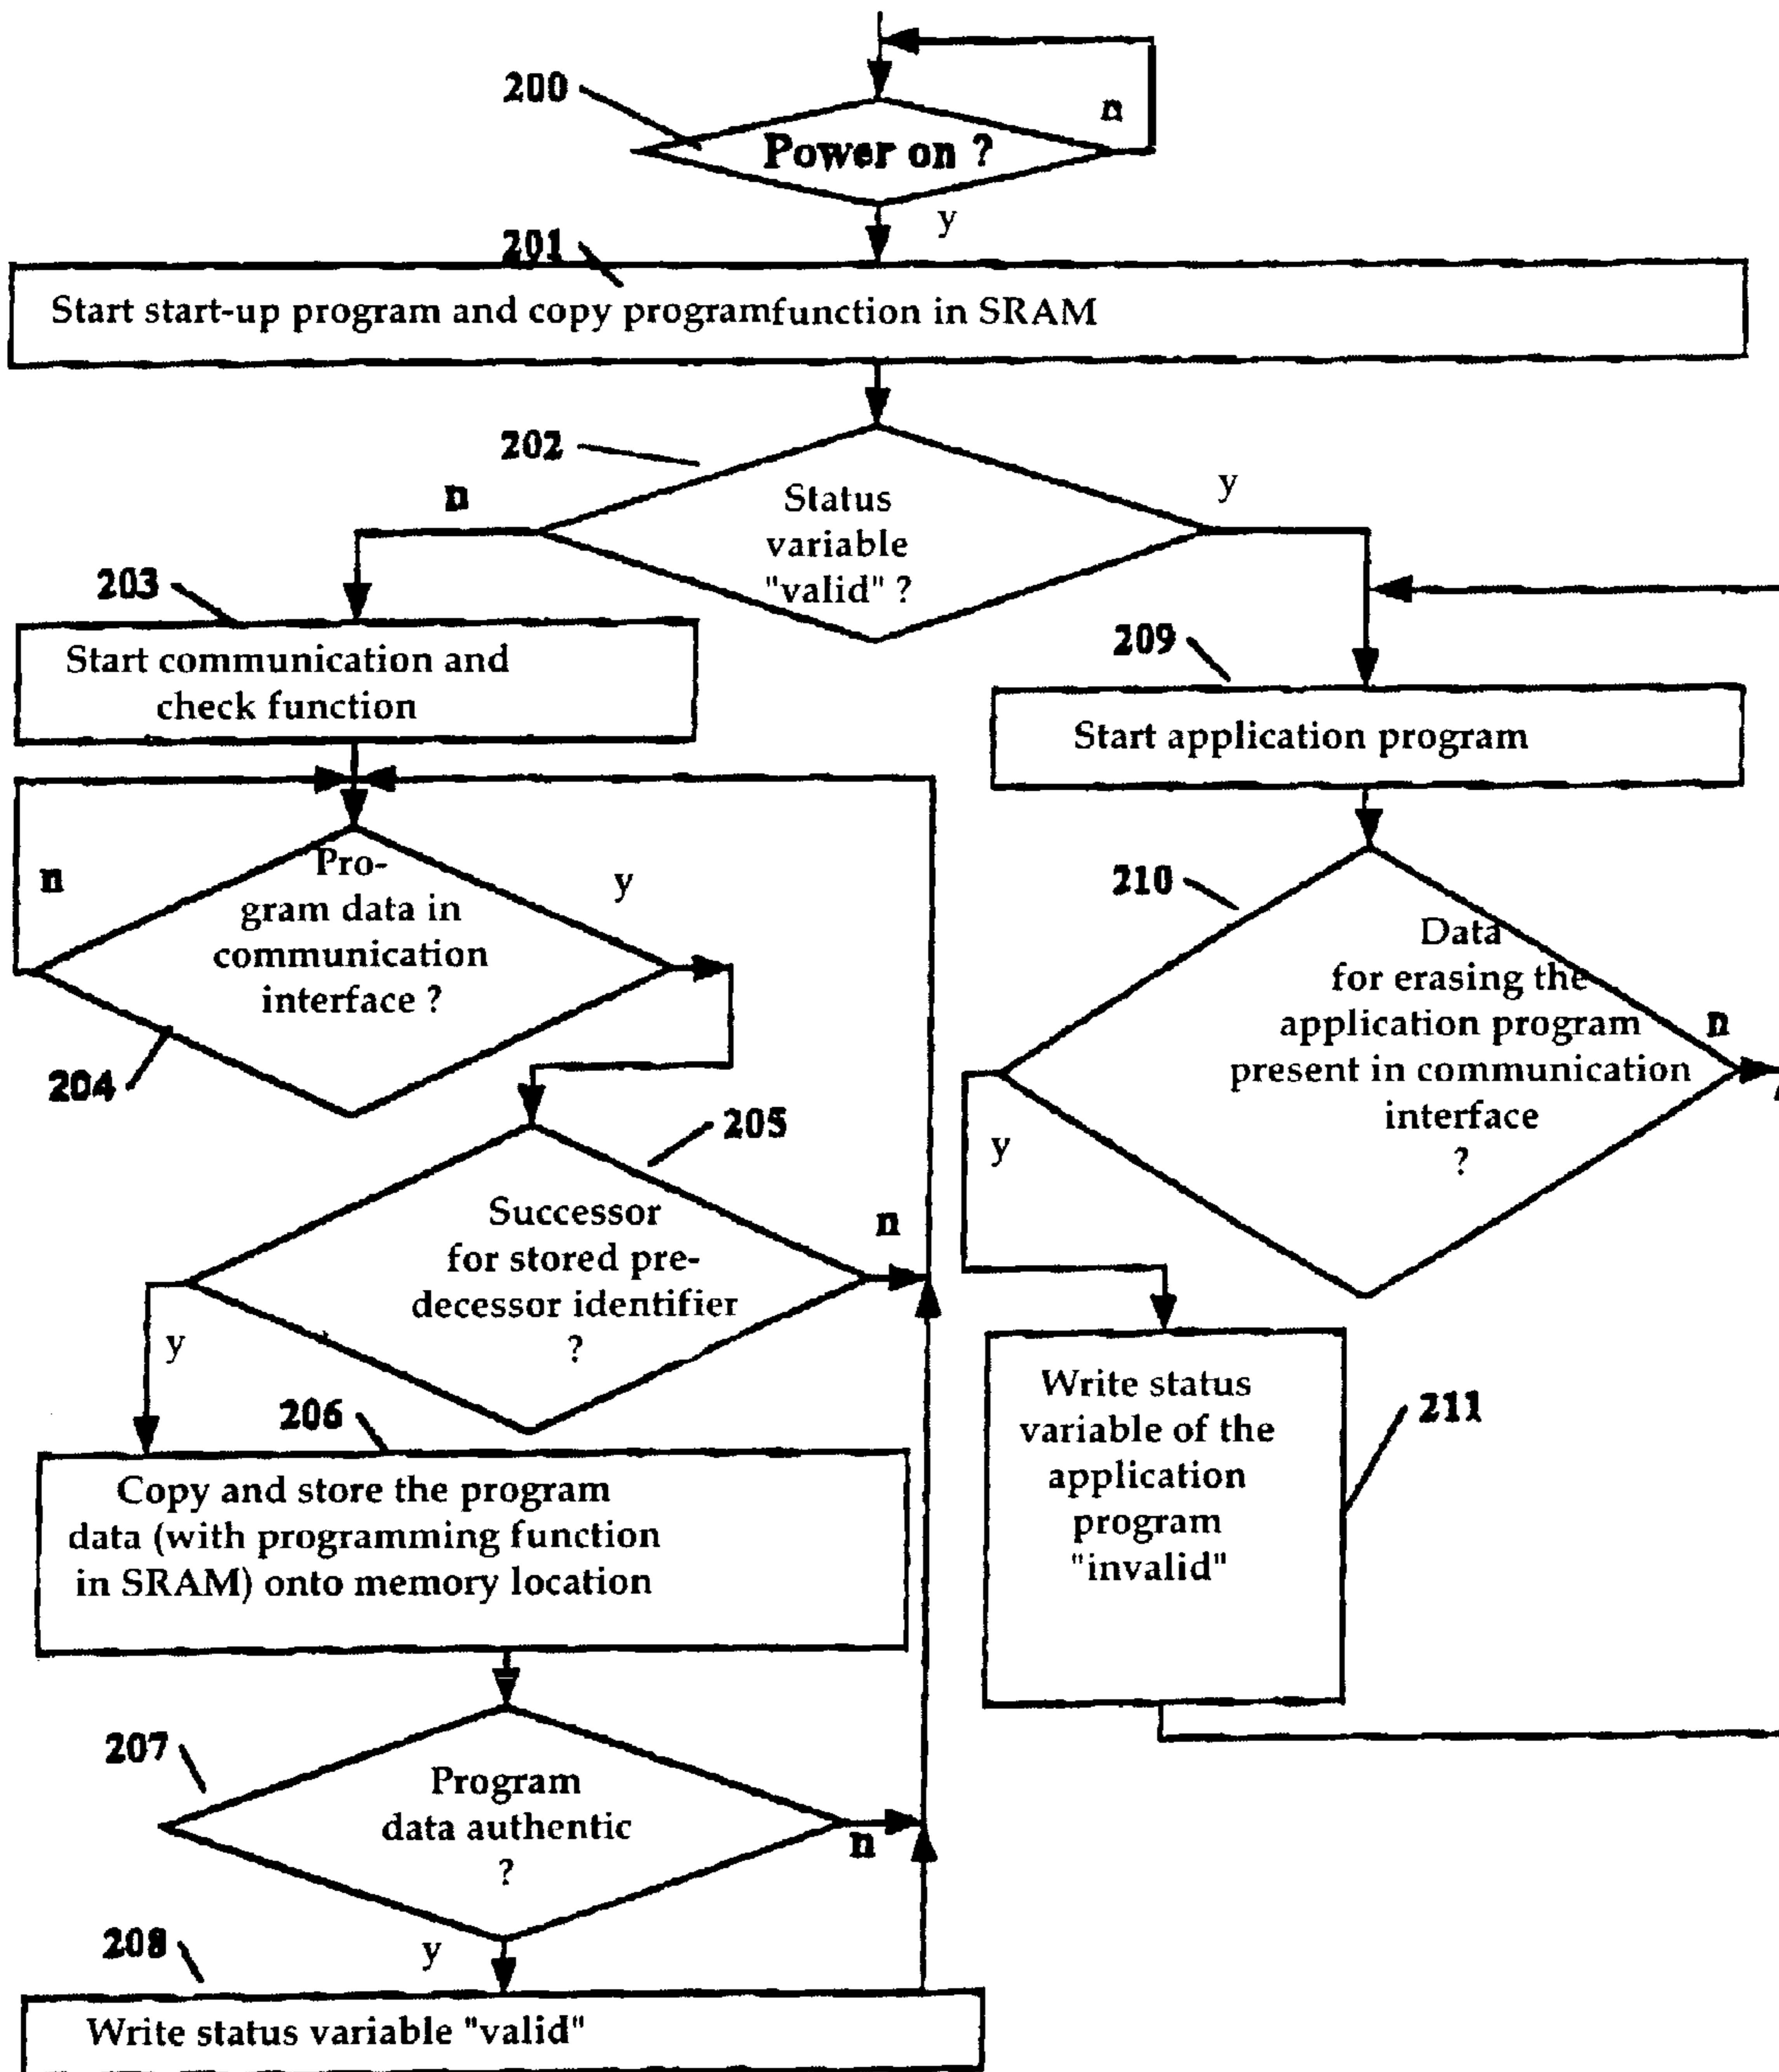 200
n
Power on ?
y
201
Start start-up program and copy programfunction in SRAM
202
n
Status
variable
"valid" ?
y
203
Start communication and
check function
209
Start application program
n
Pro-
gram data in
communication
interface ?
y
204
210
Data
for erasing the
application program
present in communication
interface
?
n
y
205
Successor
for stored pre-
decessor identifier
?
n
y
206
Copy and store the program
data (with programming function
in SRAM) onto memory location
Write status
variable of the
application
program
"invalid"
211
207
Program
data authentic
?
n
y
208
Write status variable "valid"